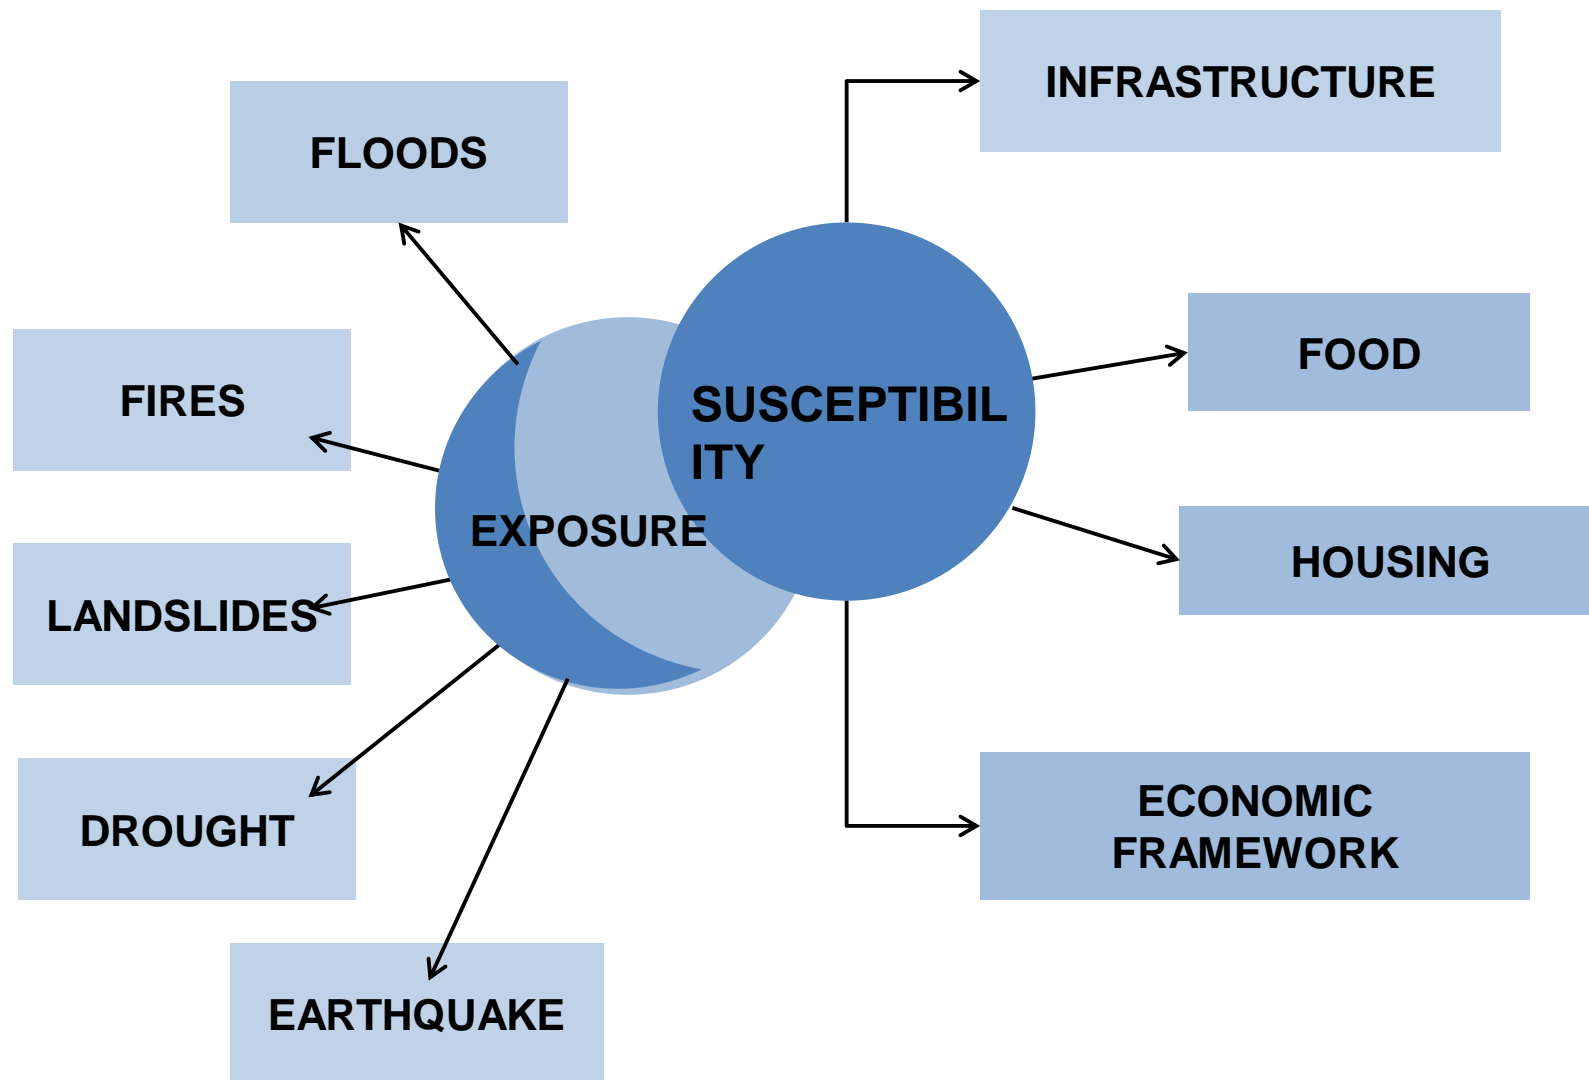 INFRASTRUCTURE
FLOODS
FOOD
FIRES
SUSCEPTIBIL
ITY
EXPOSURE
HOUSING
LANDSLIDES
DROUGHT
ECONOMIC
FRAMEWORK
EARTHQUAKE